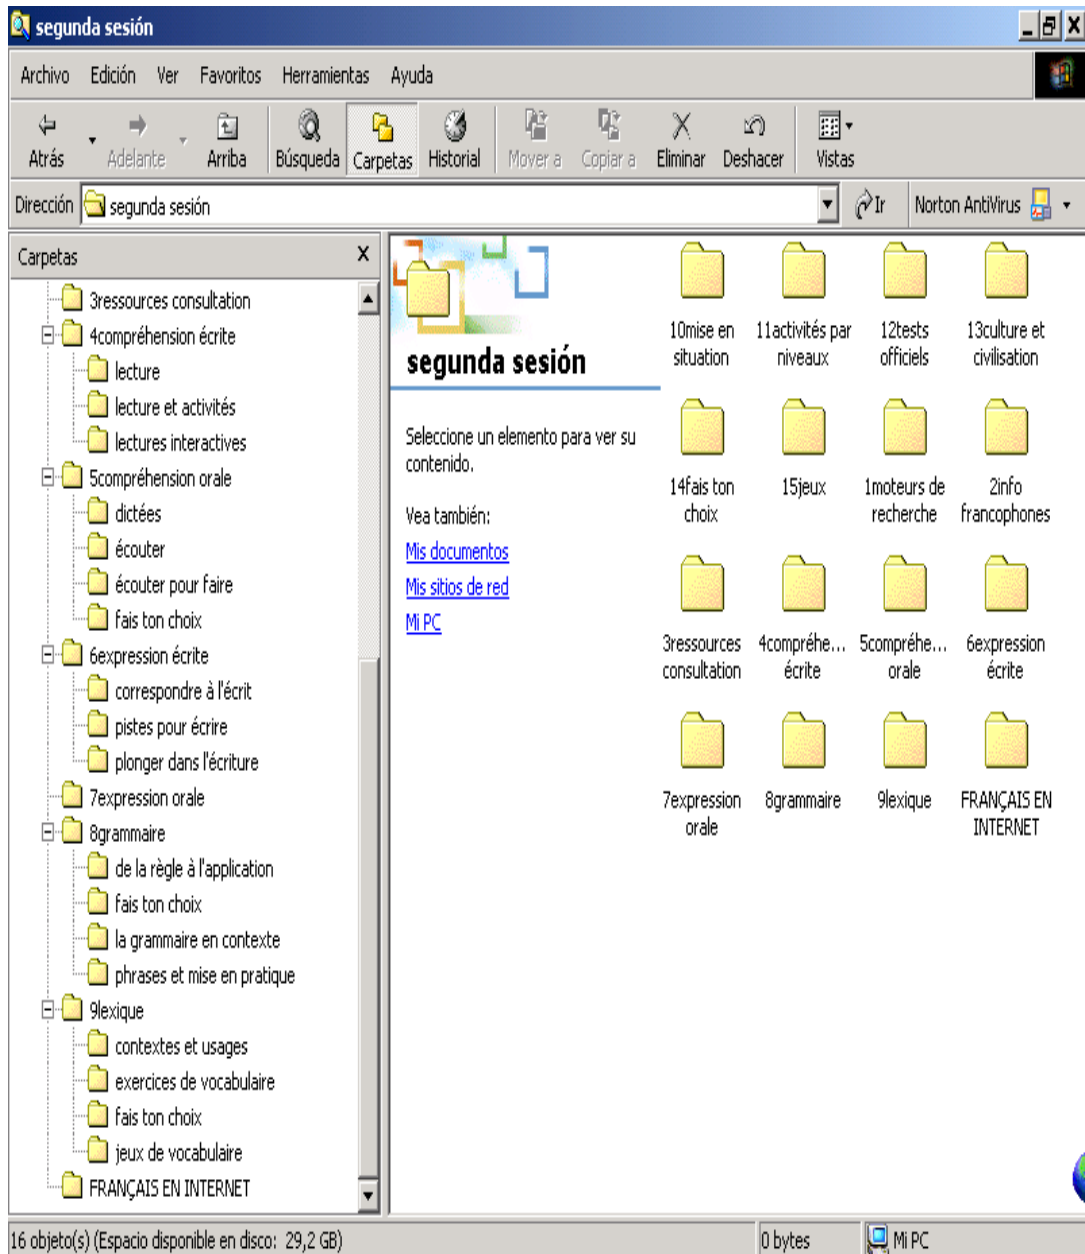 segunda sesión
Archivo Edición Ver Favoritos Herramientas Ayuda
Atrás Adelante Arriba Búsqueda Carpetas Historial Mover a Copiar a Eliminar Deshacer Vistas
Dirección segunda sesión Ir Norton AntiVirus
Carpetas X
3ressources consultation
4compréhension écrite
lecture
lecture et activités
lectures interactives
5compréhension orale
dictées
écouter
écouter pour faire
fais ton choix
6expression écrite
correspondre à l'écrit
pistes pour écrire
plonger dans l'écriture
7expression orale
8grammaire
de la règle à l'application
fais ton choix
la grammaire en contexte
phrases et mise en pratique
9lexique
contextes et usages
exercices de vocabulaire
fais ton choix
jeux de vocabulaire
FRANÇAIS EN INTERNET
segunda sesión
Seleccione un elemento para ver su
contenido.
Vea también:
Mis documentos
Mis sitios de red
Mi PC
10mise en
situation
11activités par
niveaux
12tests
officiels
13culture et
civilisation
14fais ton
choix
15jeux
1moteurs de
recherche
2info
francophones
3ressources
consultation
4compréhe...
écrite
5compréhe...
orale
6expression
écrite
7expression
orale
8grammaire
9lexique
FRANÇAIS EN
INTERNET
16 objeto(s) (Espacio disponible en disco: 29,2 GB) 0 bytes Mi PC